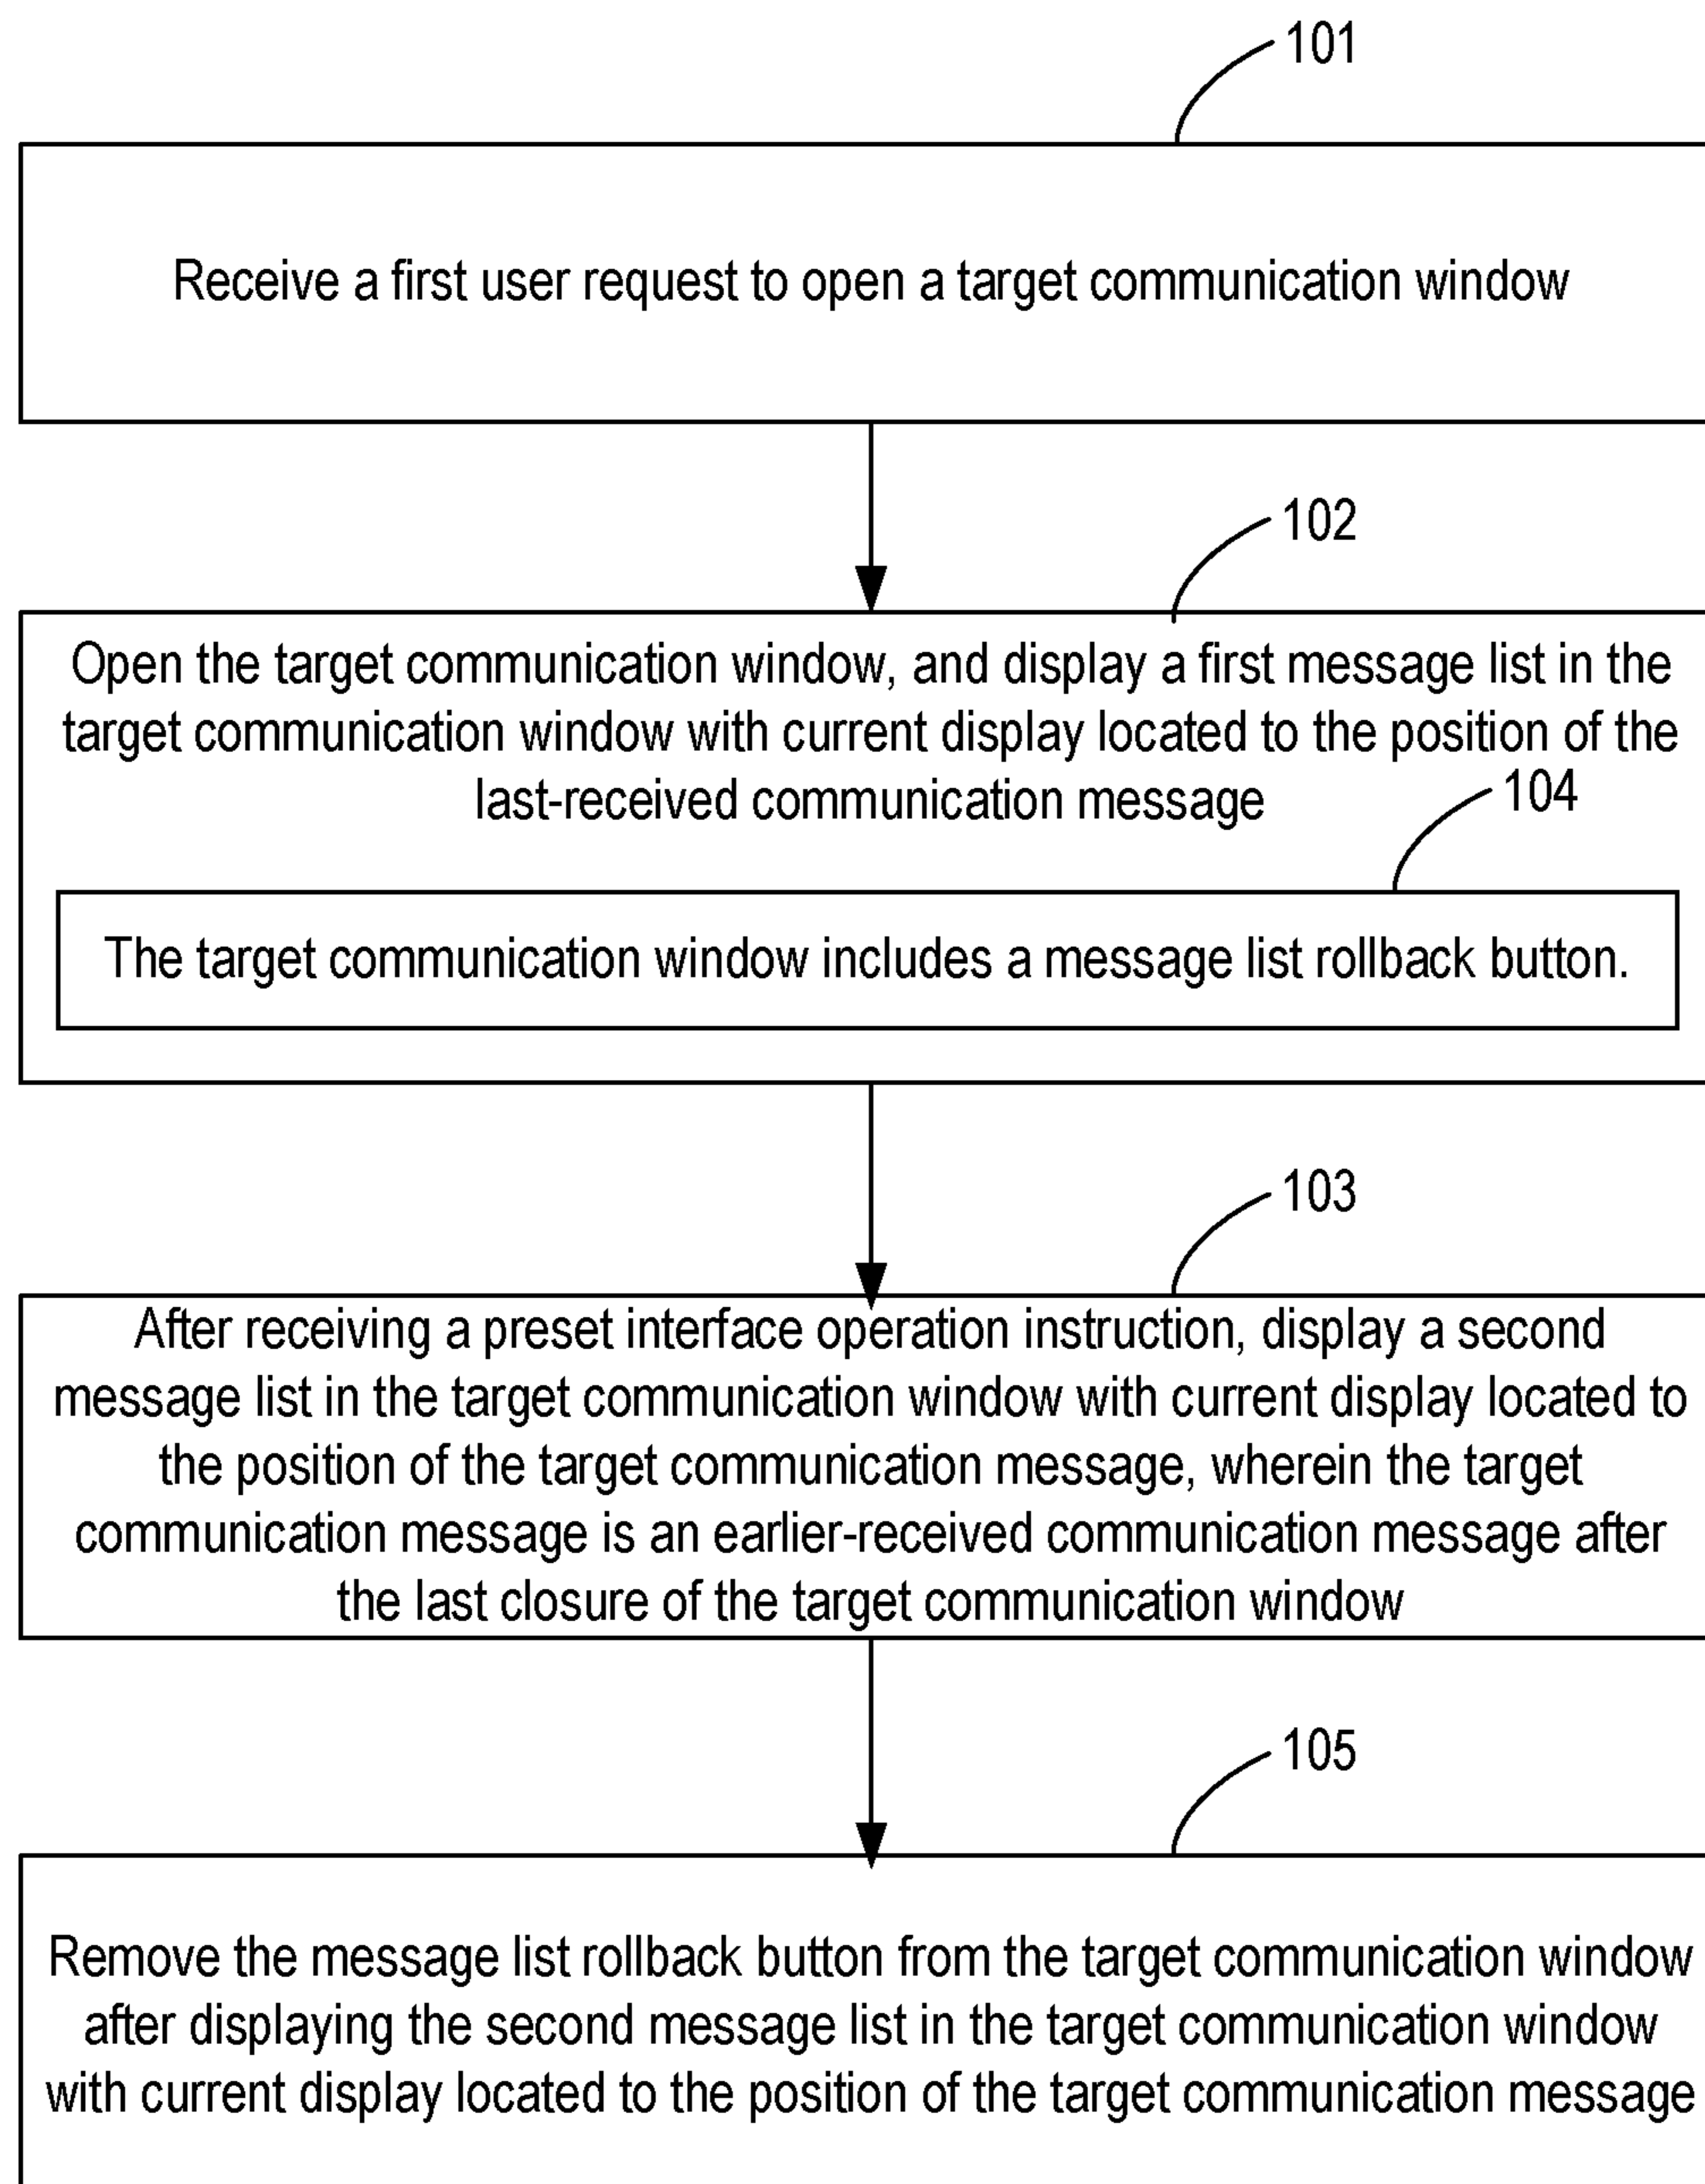 101
Receive a first user request to open a target communication window
102
Open the target communication window, and display a first message list in the
target communication window with current display located to the position of the
last-received communication message
104
The target communication window includes a message list rollback button.
103
After receiving a preset interface operation instruction, display a second
message list in the target communication window with current display located to
the position of the target communication message, wherein the target
communication message is an earlier-received communication message after
the last closure of the target communication window
105
Remove the message list rollback button from the target communication window
after displaying the second message list in the target communication window
with current display located to the position of the target communication message